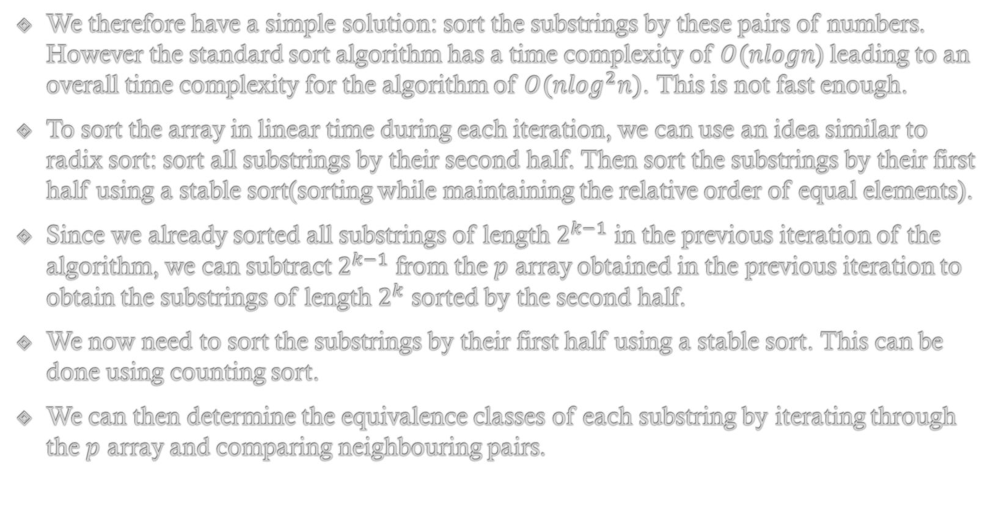 We therefore have a simple solution: sort the substrings by these pairs of numbers.
However the standard sort algorithm has a time complexity of O(nlogn) leading to an
overall time complexity for the algorithm of O(nlog²n). This is not fast enough.
To sort the array in linear time during each iteration, we can use an idea similar to
radix sort: sort all substrings by their second half. Then sort the substrings by their first
half using a stable sort(sorting while maintaining the relative order of equal elements).
Since we already sorted all substrings of length 2^{k−1} in the previous iteration of the
algorithm, we can subtract 2^{k−1} from the p array obtained in the previous iteration to
obtain the substrings of length 2^k sorted by the second half.
We now need to sort the substrings by their first half using a stable sort. This can be
done using counting sort.
We can then determine the equivalence classes of each substring by iterating through
the p array and comparing neighbouring pairs.